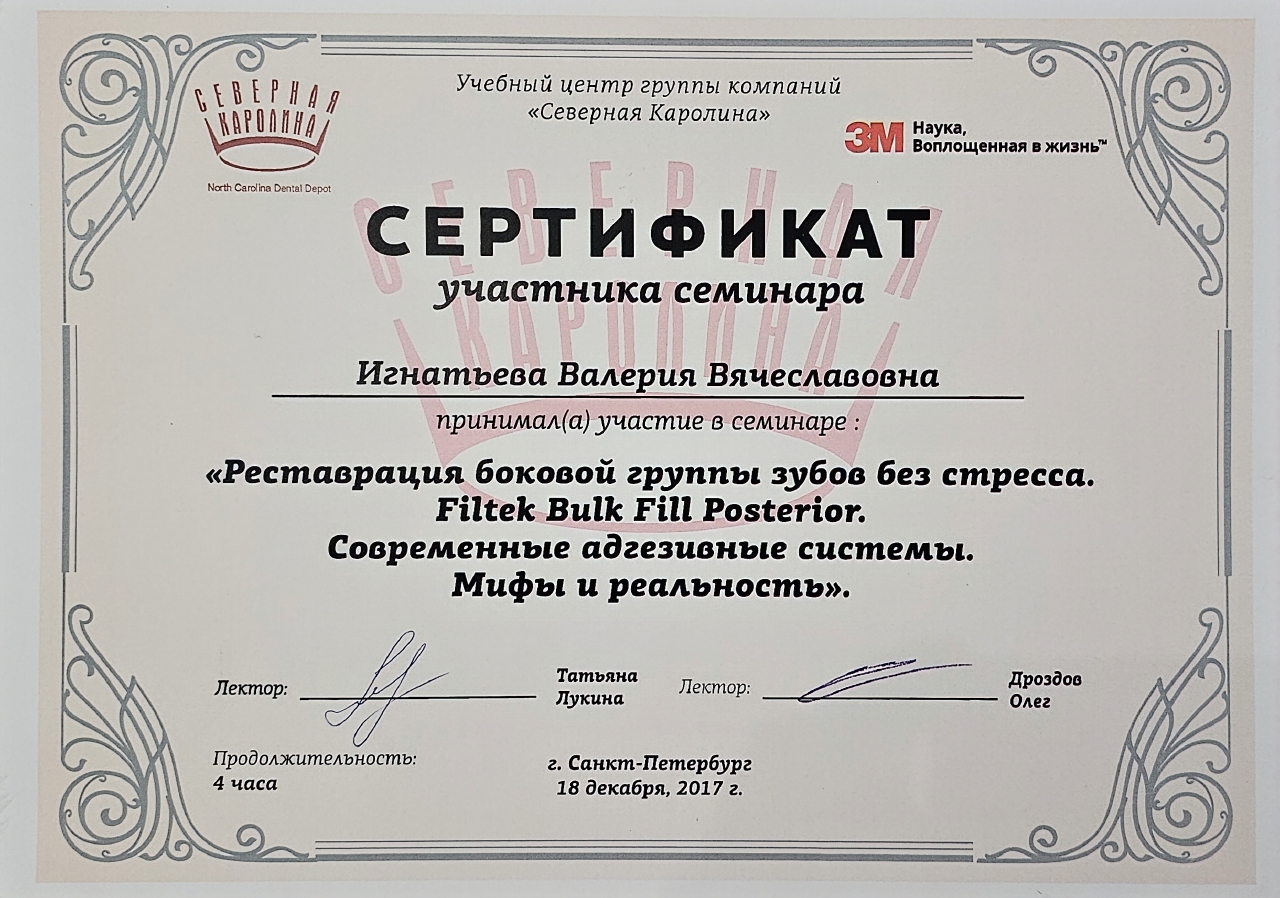 СЕВЕРНАЯ
КАРОЛИНА
North Carolina Dental Depot
Учебный центр группы компаний
«Северная Каролина»
3M Наука,
Воплощенная в жизнь™
СЕВЕРНАЯ
КАРОЛИНА
СЕРТИФИКАТ
участника семинара
Игнатьева Валерия Вячеславовна
принимал(а) участие в семинаре :
«Реставрация боковой группы зубов без стресса.
Filtek Bulk Fill Posterior.
Современные адгезивные системы.
Мифы и реальность».
Лектор:
Татьяна
Лукина
Лектор:
Дроздов
Олег
Продолжительность:
4 часа
г. Санкт-Петербург
18 декабря, 2017 г.